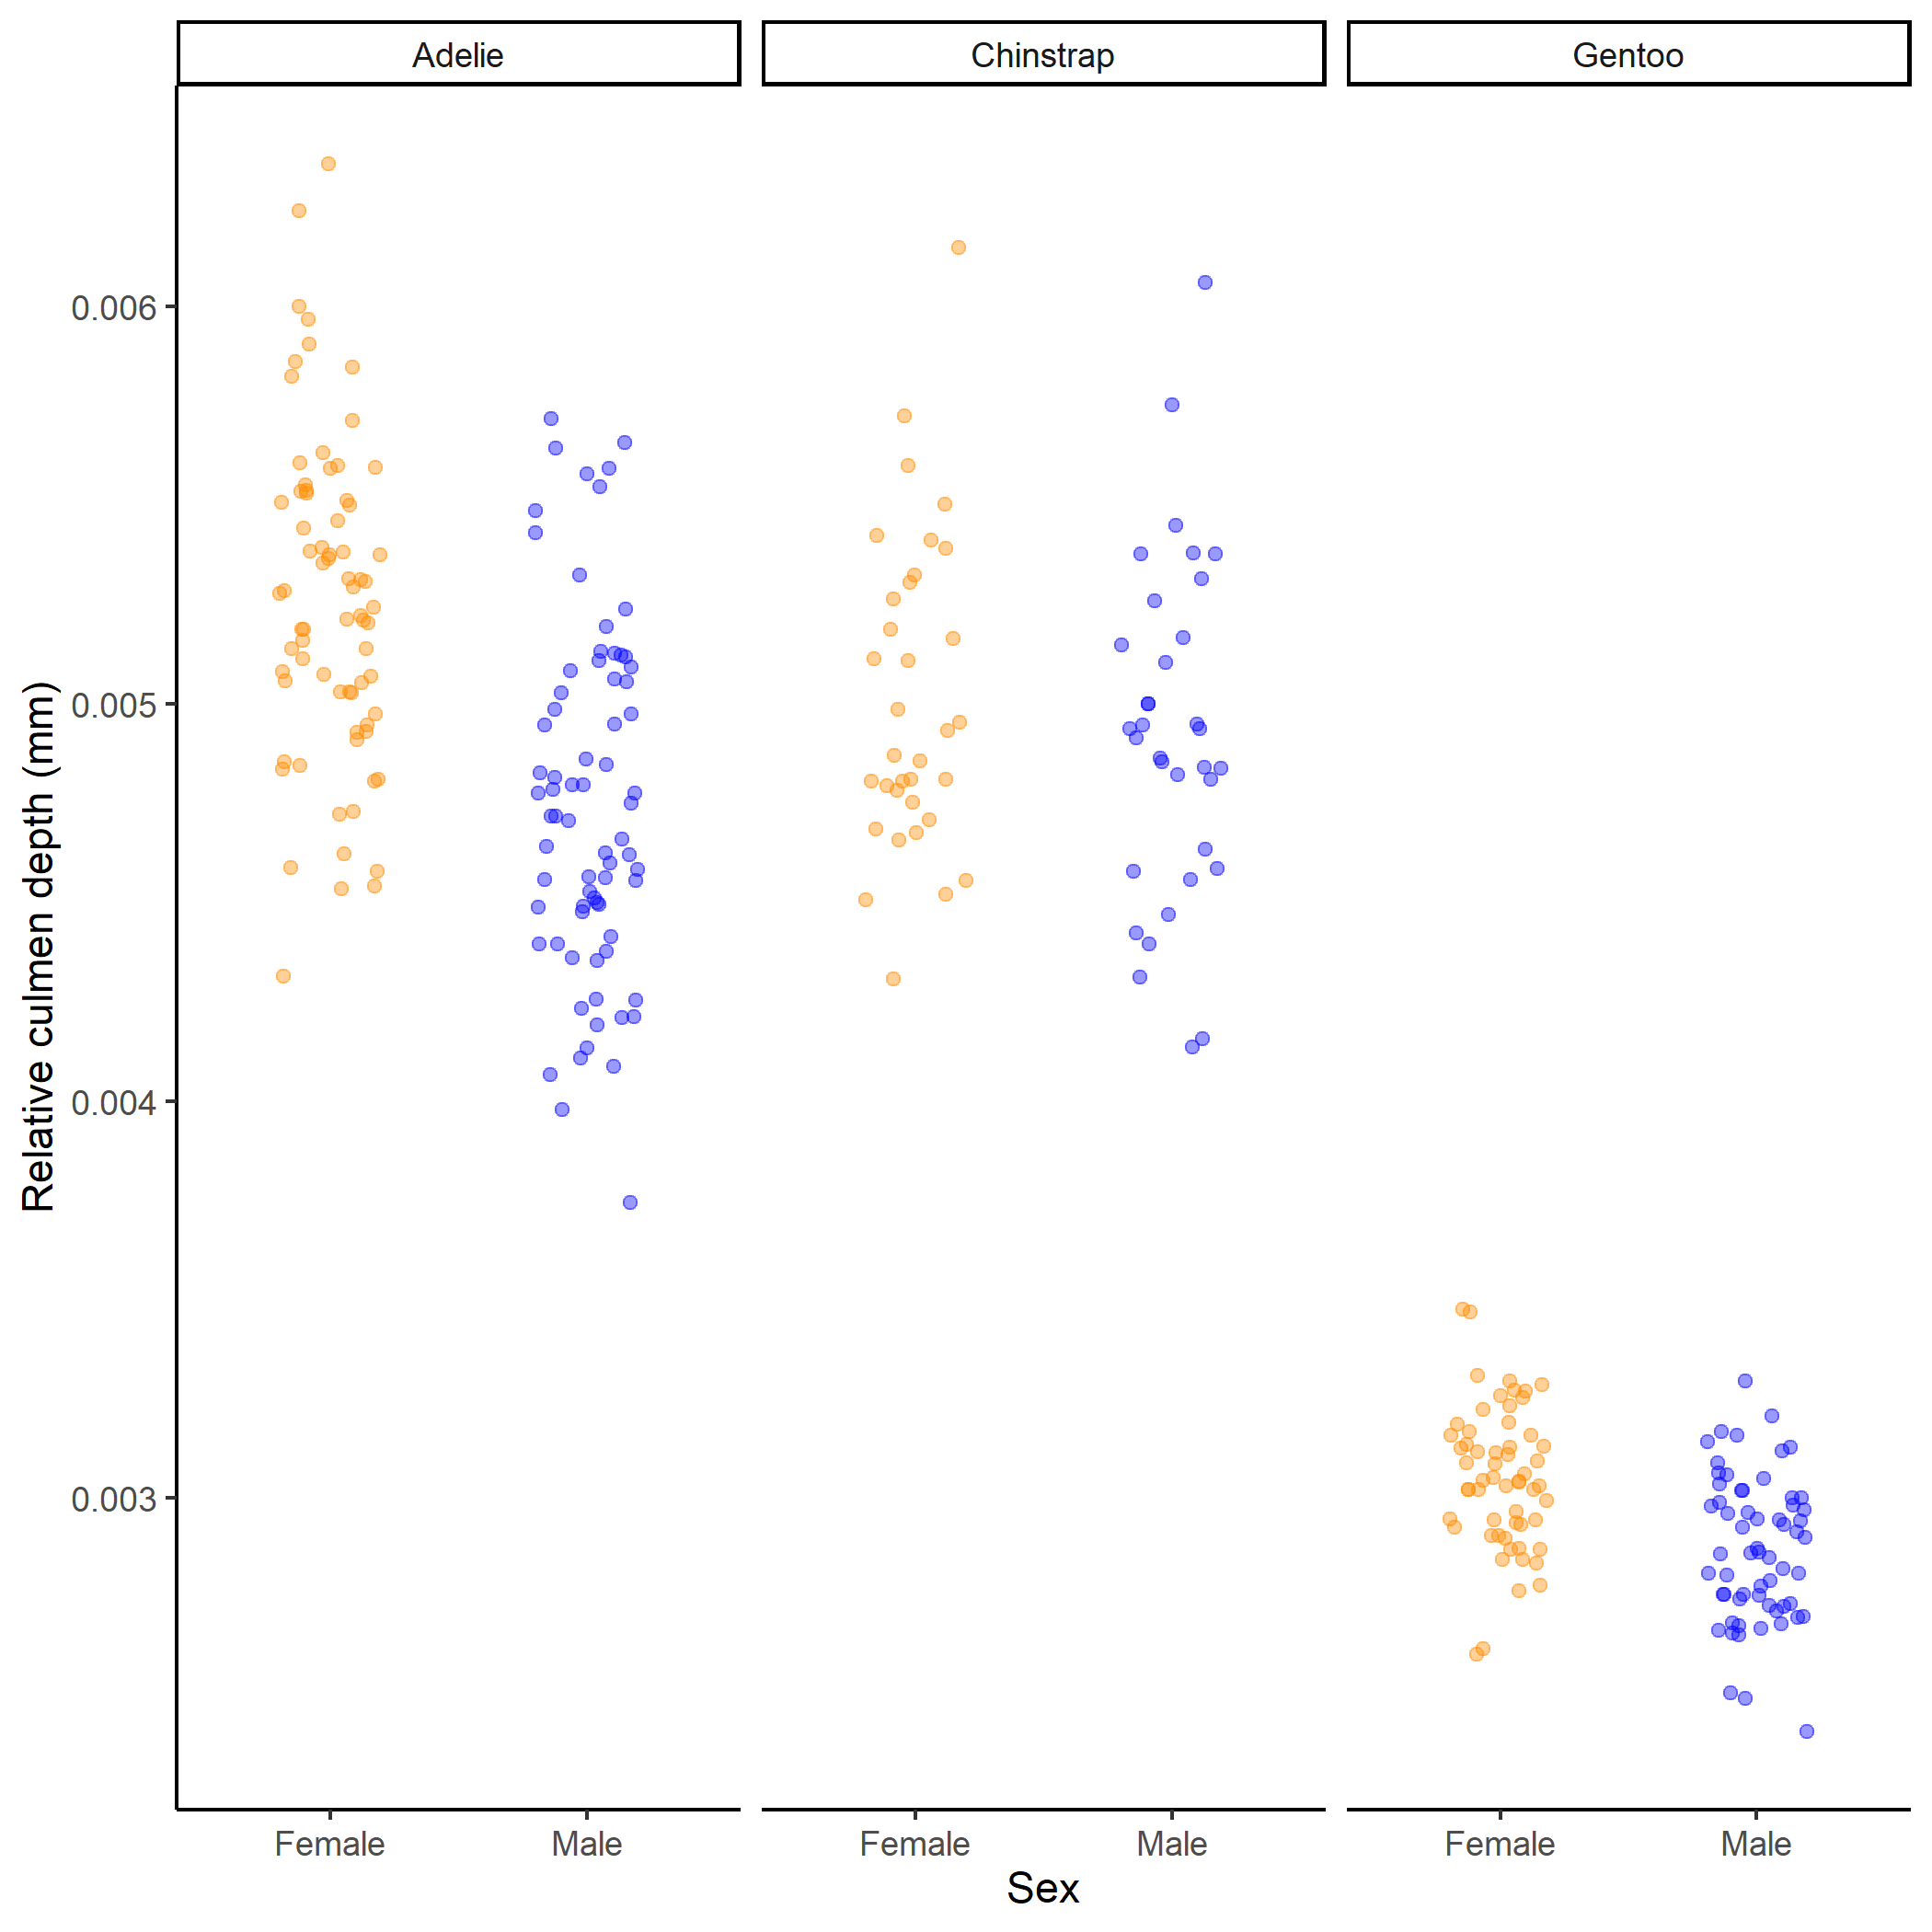 Adelie
Chinstrap
Gentoo
Relative culmen depth (mm)
0.006
0.005
0.004
0.003
Female
Male
Female
Male
Female
Male
Sex